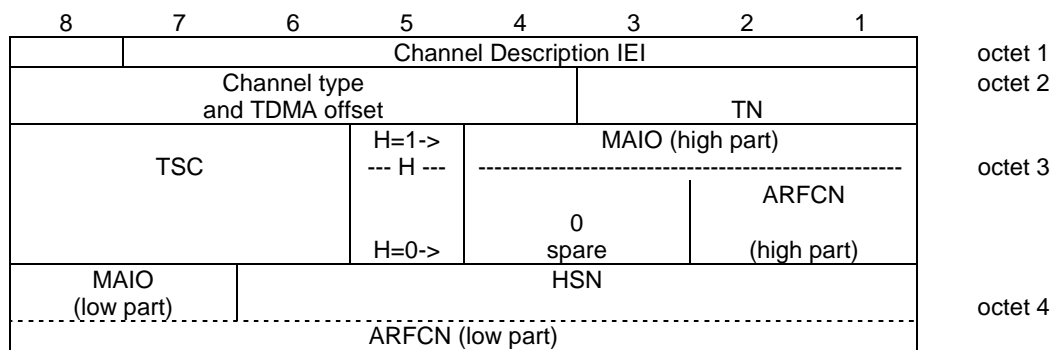 8 7 6 5 4 3 2 1
Channel Description IEI octet 1
Channel type octet 2
and TDMA offset TN
H=1-> MAIO (high part)
TSC --- H --- ---------------------------------------------------- octet 3
ARFCN
0
H=0-> spare (high part)
MAIO HSN
(low part) octet 4
ARFCN (low part)